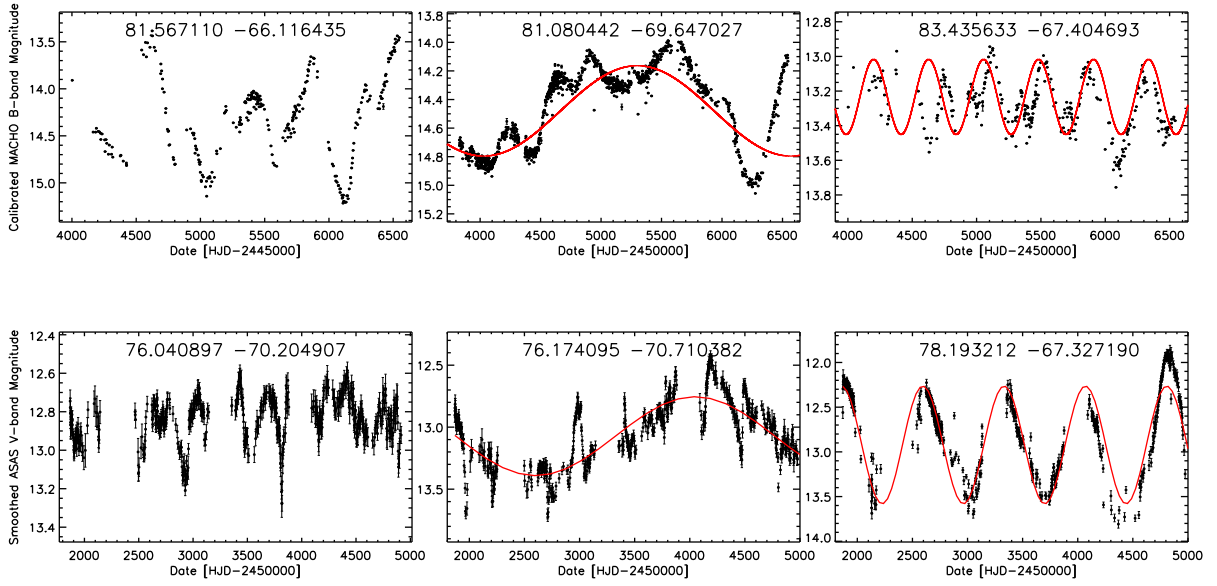 81.567110 −66.116435
81.080442 −69.647027
83.435633 −67.404693
Calibrated MACHO B−band Magnitude
13.5
14.0
14.5
15.0
4000 4500 5000 5500 6000 6500
Date [HJD−2445000]
13.8
14.0
14.2
14.4
14.6
14.8
15.0
15.2
4000 4500 5000 5500 6000 6500
Date [HJD−2450000]
12.8
13.0
13.2
13.4
13.6
13.8
4000 4500 5000 5500 6000 6500
Date [HJD−2450000]
76.040897 −70.204907
76.174095 −70.710382
78.193212 −67.327190
Smoothed ASAS V−band Magnitude
12.4
12.6
12.8
13.0
13.2
13.4
2000 2500 3000 3500 4000 4500 5000
Date [HJD−2450000]
12.5
13.0
13.5
2000 2500 3000 3500 4000 4500 5000
Date [HJD−2450000]
12.0
12.5
13.0
13.5
14.0
2000 2500 3000 3500 4000 4500 5000
Date [HJD−2450000]